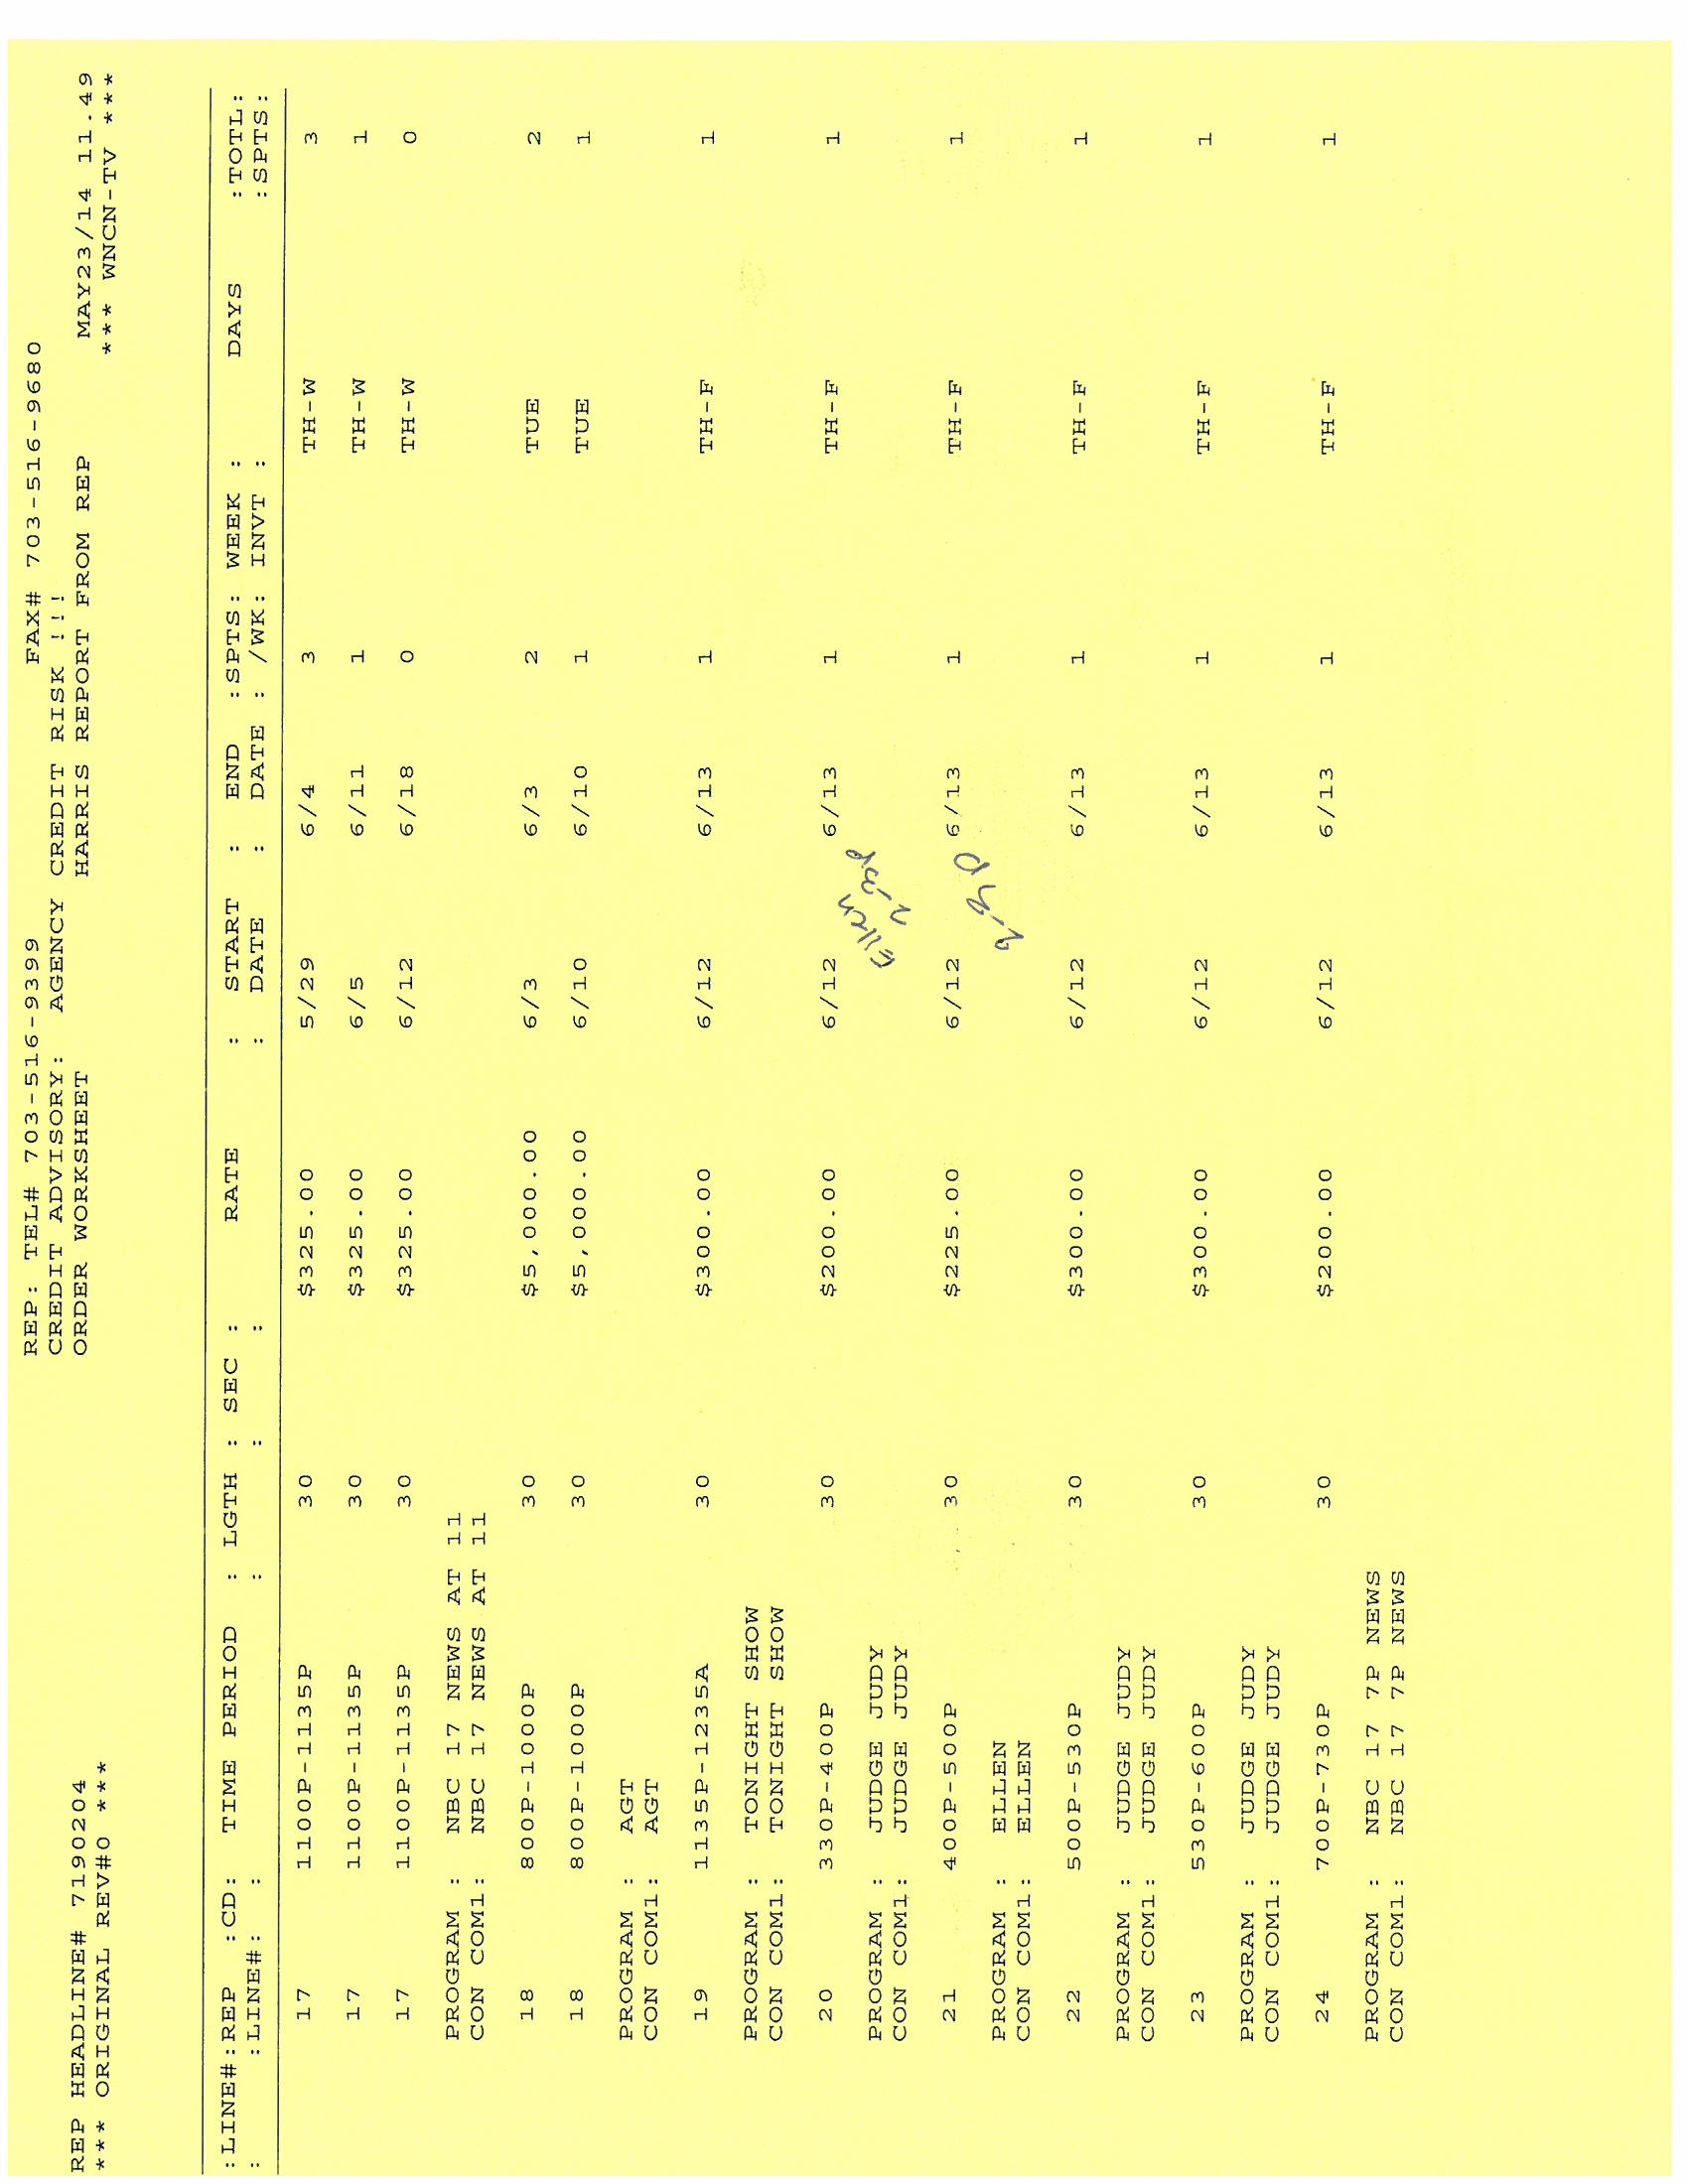 REP: TEL# 703-516-9399 FAX# 703-516-9680
CREDIT ADVISORY: AGENCY CREDIT RISK !!!
REP HEADLINE# 7190204 ORDER WORKSHEET HARRIS REPORT FROM REP MAY23/14 11.49
*** ORIGINAL REV#0 *** *** WNCN-TV ***
:LINE#:REP :CD: TIME PERIOD : LGTH : SEC : RATE : START : END :SPTS: WEEK : DAYS :TOTL:
: :LINE#: : : : : DATE : DATE : /WK: INVT : :SPTS:
17 1100P-1135P 30 $325.00 5/29 6/4 3 TH-W 3
17 1100P-1135P 30 $325.00 6/5 6/11 1 TH-W 1
17 1100P-1135P 30 $325.00 6/12 6/18 0 TH-W 0
PROGRAM : NBC 17 NEWS AT 11
CON COM1: NBC 17 NEWS AT 11
18 800P-1000P 30 $5,000.00 6/3 6/3 2 TUE 2
18 800P-1000P 30 $5,000.00 6/10 6/10 1 TUE 1
PROGRAM : AGT
CON COM1: AGT
19 1135P-1235A 30 $300.00 6/12 6/13 1 TH-F 1
PROGRAM : TONIGHT SHOW
CON COM1: TONIGHT SHOW
20 330P-400P 30 $200.00 6/12 6/13 1 TH-F 1
Ellen
2-3p
PROGRAM : JUDGE JUDY
CON COM1: JUDGE JUDY
21 400P-500P 30 $225.00 6/12 6/13 1 TH-F 1
PROGRAM : ELLEN
CON COM1: ELLEN
22 500P-530P 30 $300.00 6/12 6/13 1 TH-F 1
PROGRAM : JUDGE JUDY
CON COM1: JUDGE JUDY
23 530P-600P 30 $300.00 6/12 6/13 1 TH-F 1
PROGRAM : JUDGE JUDY
CON COM1: JUDGE JUDY
24 700P-730P 30 $200.00 6/12 6/13 1 TH-F 1
PROGRAM : NBC 17 7P NEWS
CON COM1: NBC 17 7P NEWS